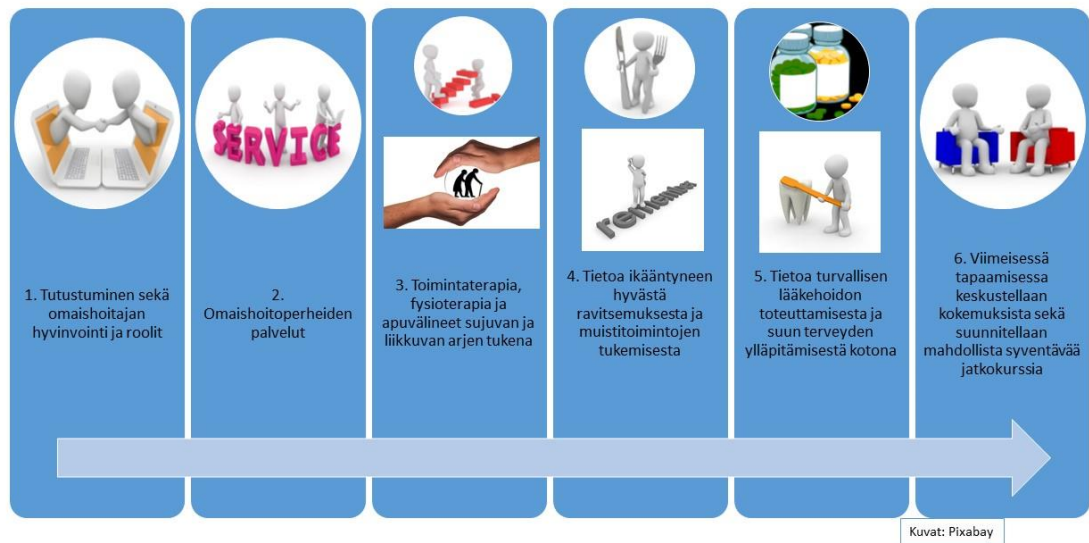 SERVICE
1. Tutustuminen sekä
omaishoitajan
hyvinvointi ja roolit
2.
Omaishoitoperheiden
palvelut
3. Toimintaterapia,
fysioterapia ja
apuvälineet sujuvan ja
liikkuvan arjen tukena
remember
4. Tietoa ikääntyneen
hyvästä
ravitsemuksesta ja
muistitoimintojen
tukemisesta
5. Tietoa turvallisen
lääkehoidon
toteuttamisesta ja
suun terveyden
ylläpitämisestä kotona
6. Viimeisessä
tapaamisessa
keskustellaan
kokemuksista sekä
suunnitellaan
mahdollista syventävää
jatkokurssia
Kuvat: Pixabay